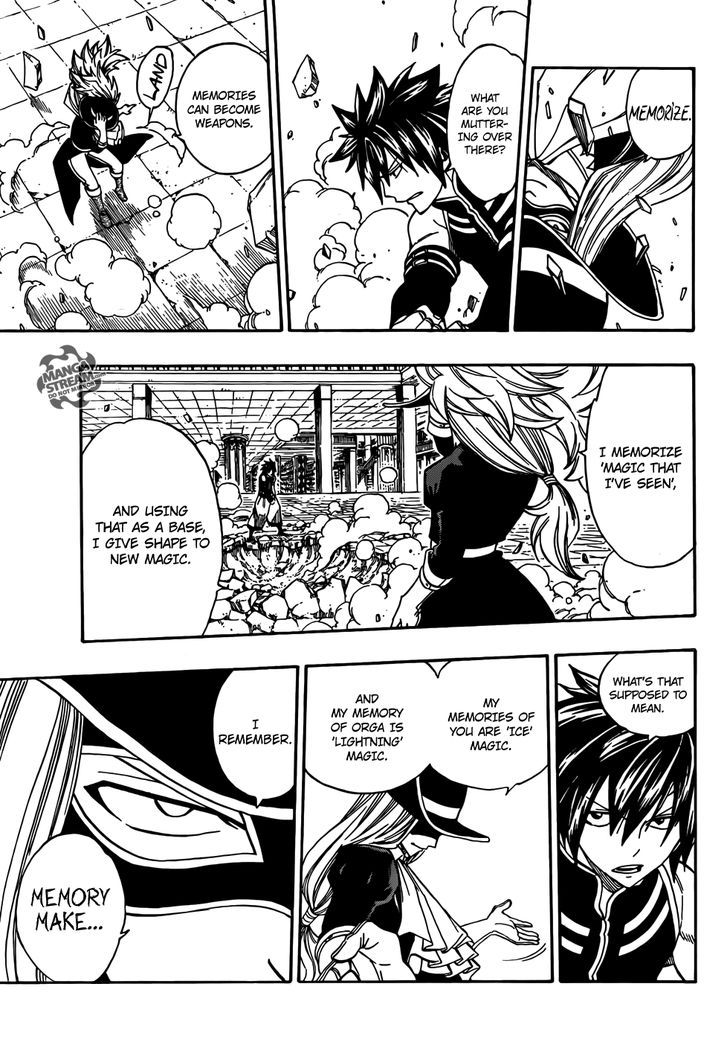 MEMORIZE.
WHAT
ARE YOU
MUTTER-
ING OVER
THERE?
MEMORIES
CAN BECOME
WEAPONS.
LAND
I MEMORIZE
'MAGIC THAT
I'VE SEEN',
AND USING
THAT AS A BASE,
I GIVE SHAPE TO
NEW MAGIC.
MANGA
STREAM.com
DO NOT MIRROR
WHAT'S THAT
SUPPOSED TO
MEAN.
MY
MEMORIES OF
YOU ARE 'ICE'
MAGIC.
AND
MY MEMORY
OF ORGA IS
'LIGHTNING'
MAGIC.
I
REMEMBER.
MEMORY
MAKE...